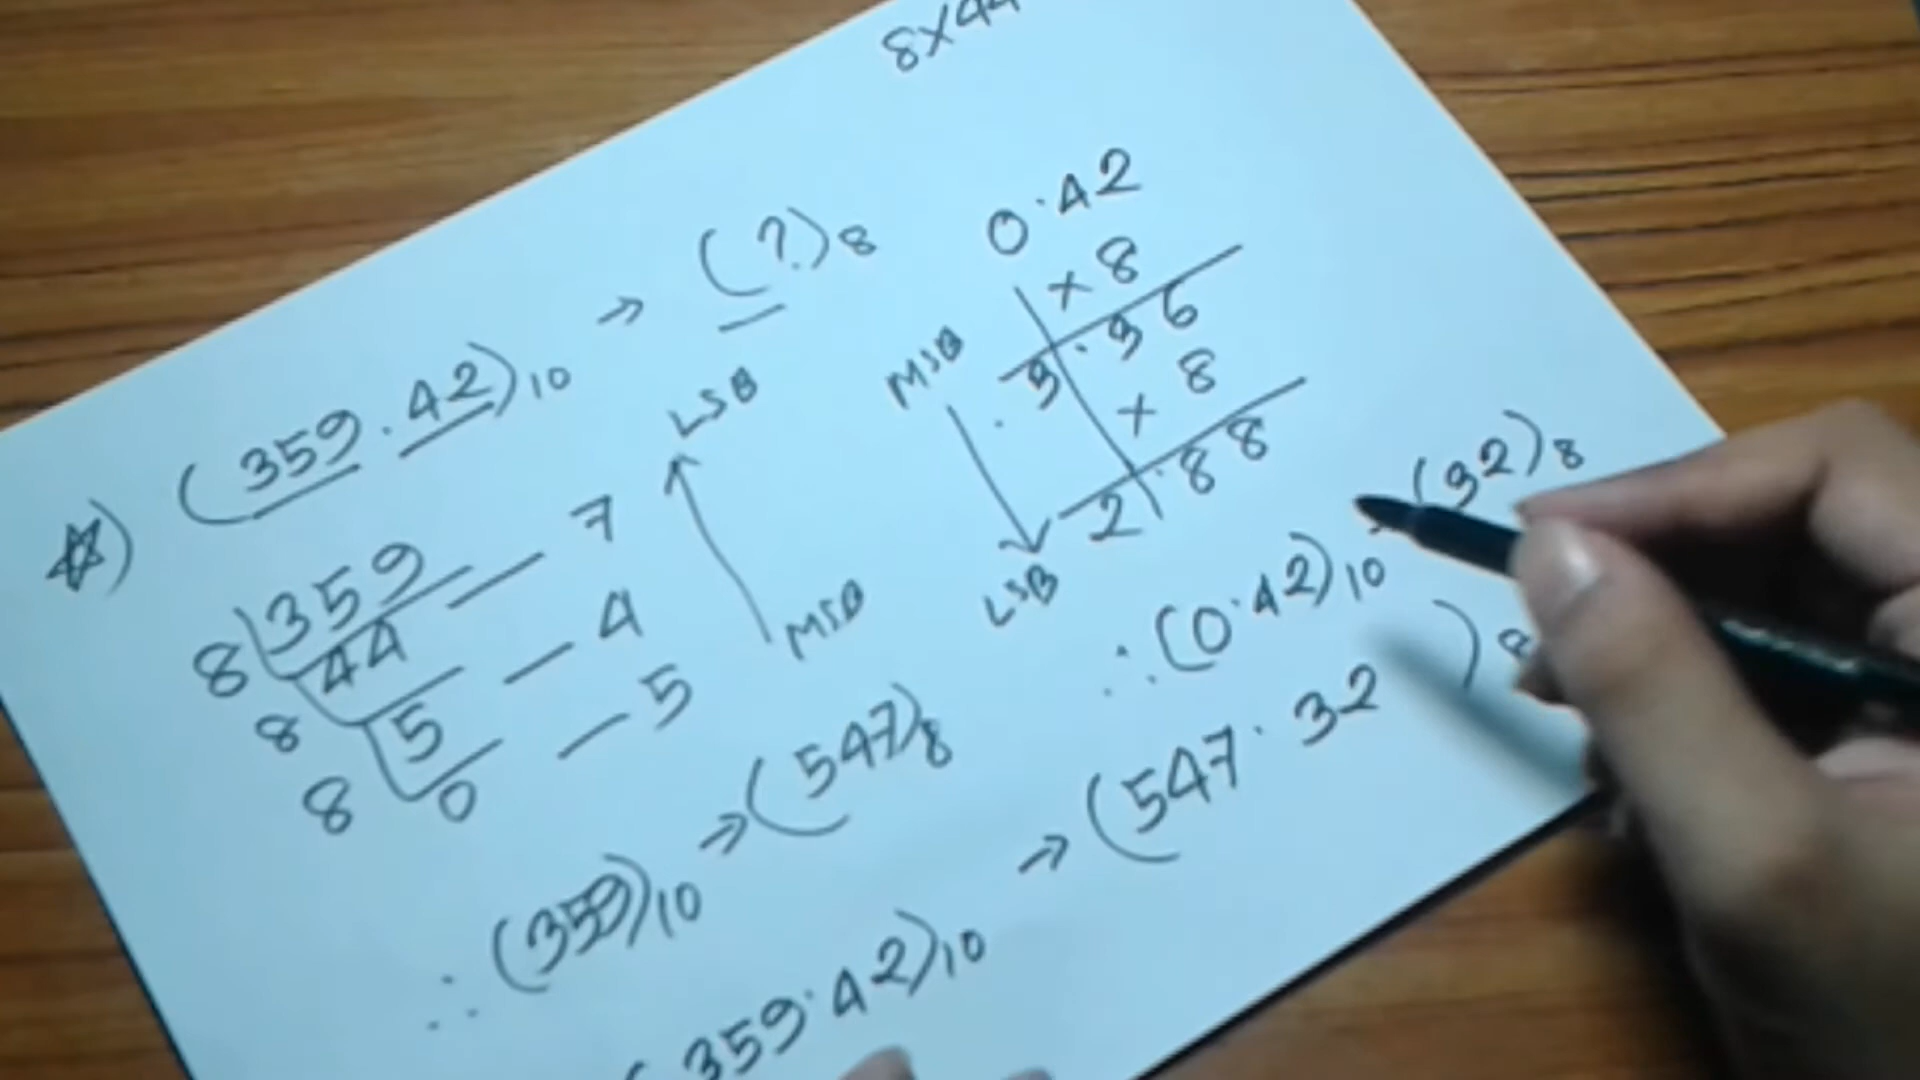 8×44
☆) (359.42)10 → (?)8
8 359 — 7
8 44 — 4
8 5 — 5
0
LSB
MSB
∴ (359)10 → (547)8
0.42
× 8
3.36
× 8
2.88
MSB
LSB
∴ (0.42)10 → (32)8
(359.42)10 → (547.32)8